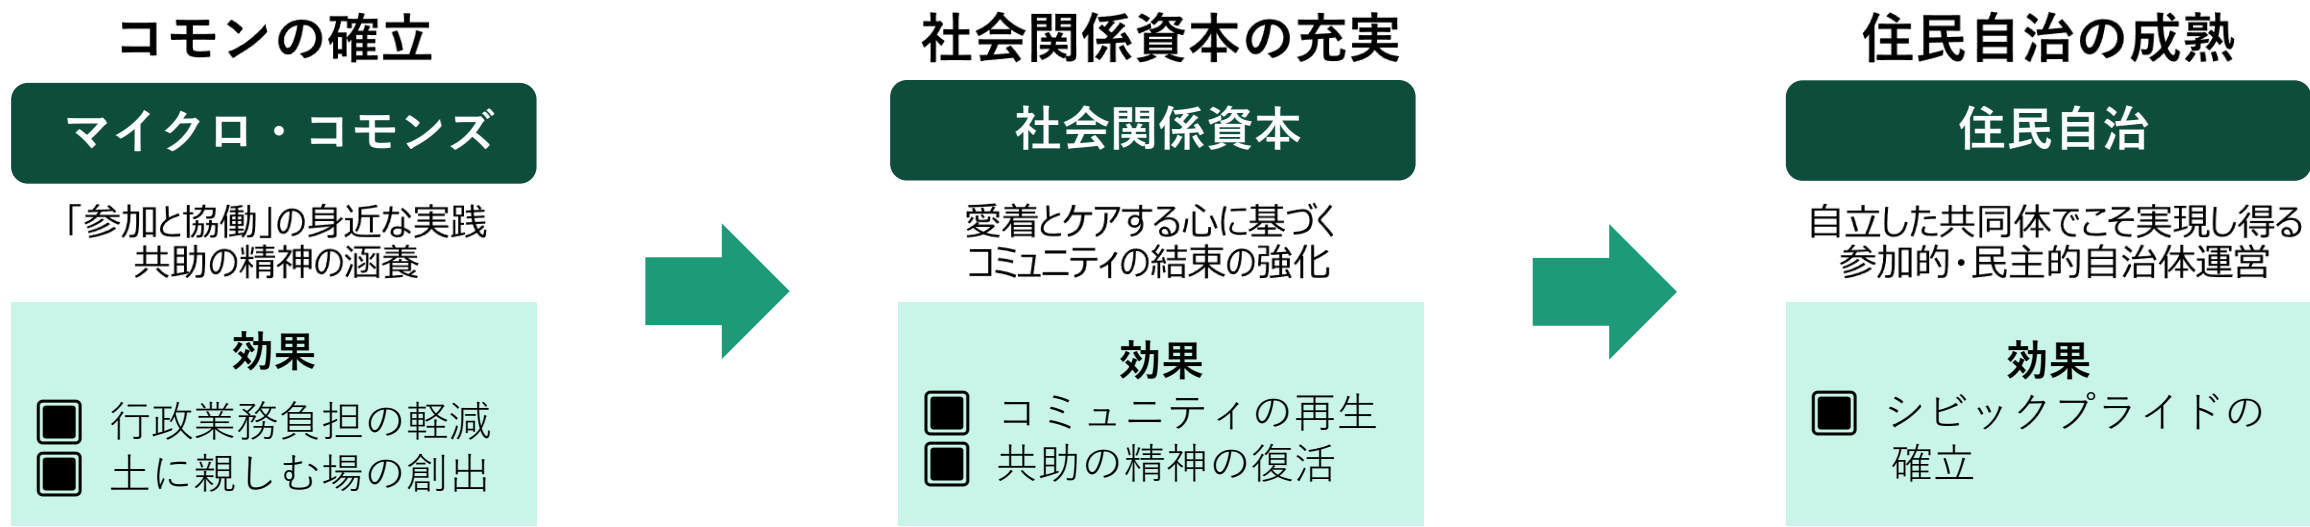 コモンの確立
マイクロ・コモンズ
「参加と協働」の身近な実践
共助の精神の涵養
効果
▣ 行政業務負担の軽減
▣ 土に親しむ場の創出
社会関係資本の充実
社会関係資本
愛着とケアする心に基づく
コミュニティの結束の強化
効果
▣ コミュニティの再生
▣ 共助の精神の復活
住民自治の成熟
住民自治
自立した共同体でこそ実現し得る
参加的・民主的自治体運営
効果
▣ シビックプライドの
確立